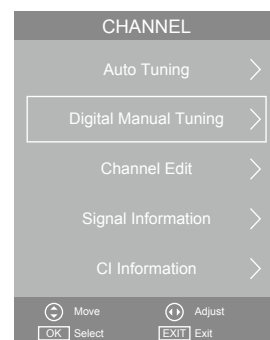 CHANNEL
Auto Tuning
Digital Manual Tuning
Channel Edit
Signal Information
CI Information
Move Adjust
OK Select EXIT Exit